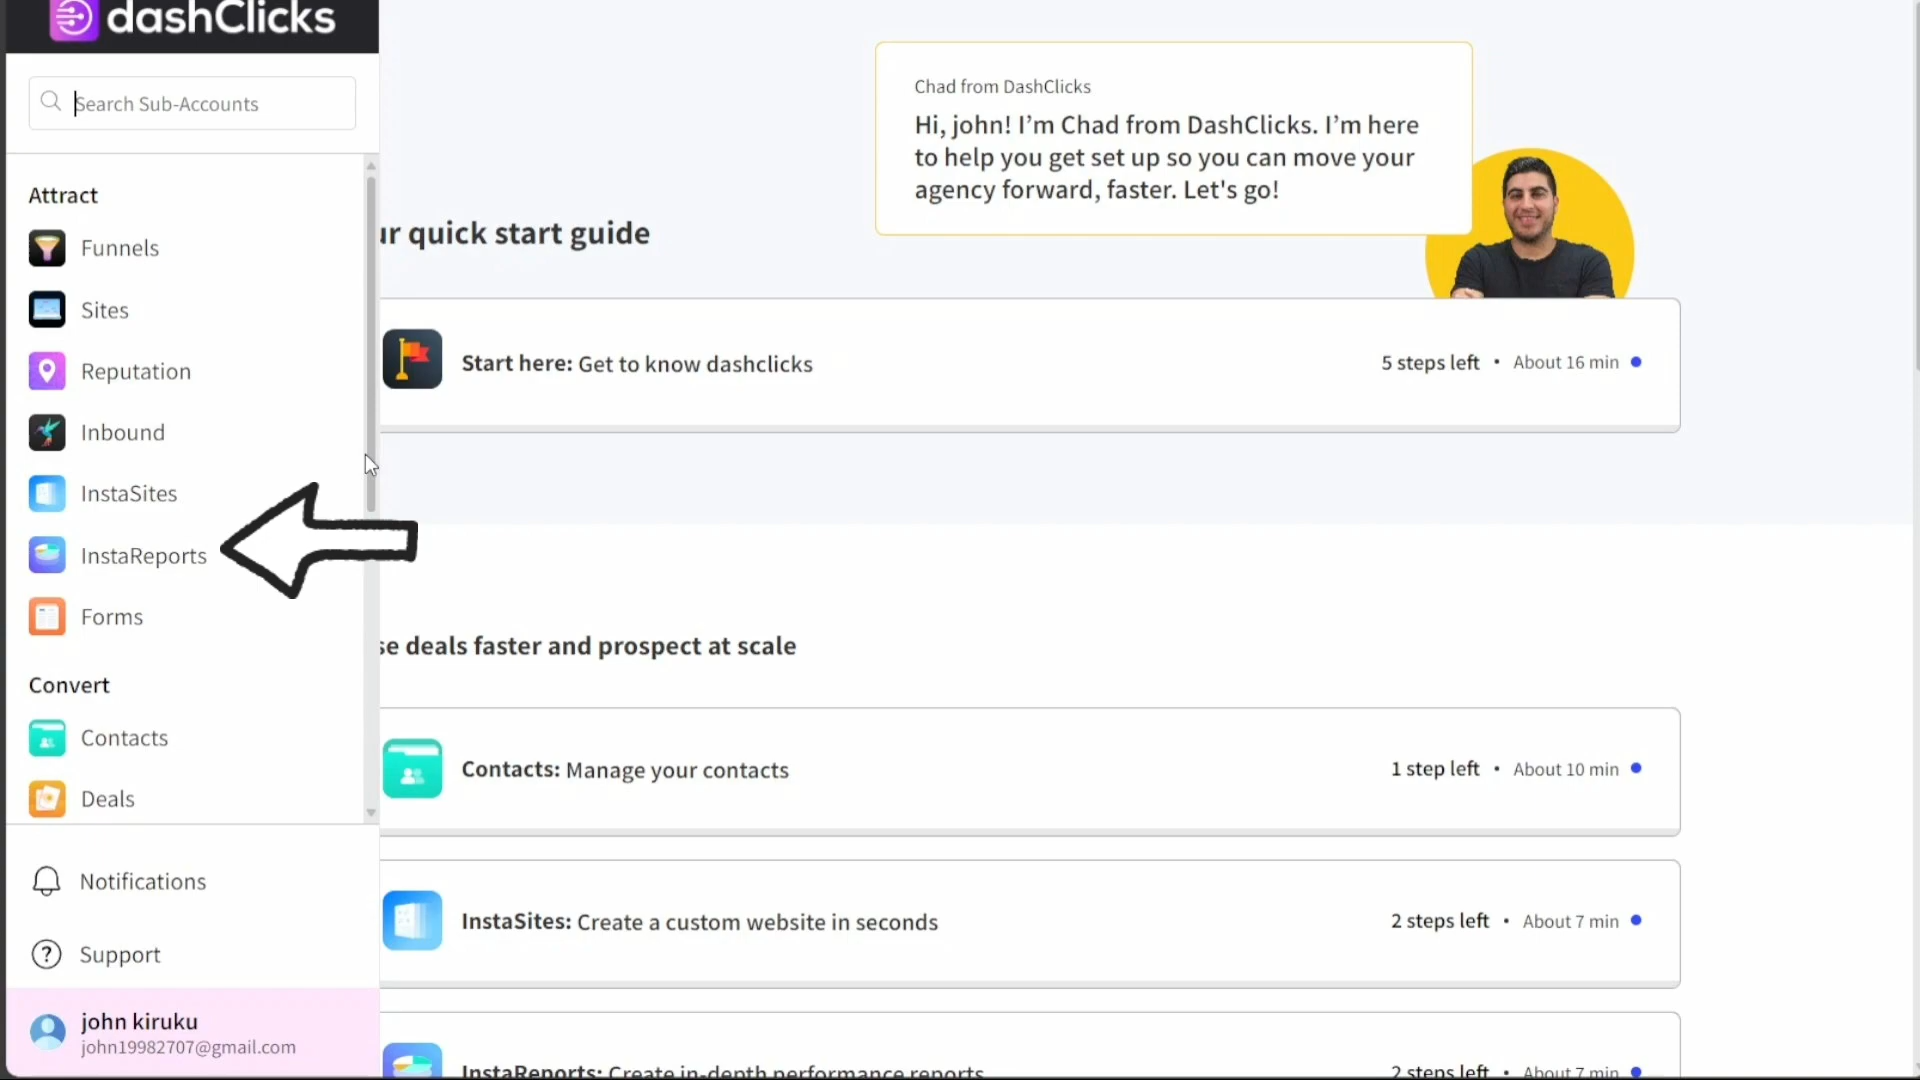 dashClicks
Search Sub-Accounts
Attract
Funnels
Sites
Reputation
Inbound
InstaSites
InstaReports
Forms
Convert
Contacts
Deals
Notifications
? Support
john kiruku
john19982707@gmail.com
Chad from DashClicks
Hi, john! I’m Chad from DashClicks. I’m here
to help you get set up so you can move your
agency forward, faster. Let's go!
ur quick start guide
Start here: Get to know dashclicks
5 steps left • About 16 min
se deals faster and prospect at scale
Contacts: Manage your contacts
1 step left • About 10 min
InstaSites: Create a custom website in seconds
2 steps left • About 7 min
InstaReports: Create in-depth performance reports
2 steps left • About 7 min